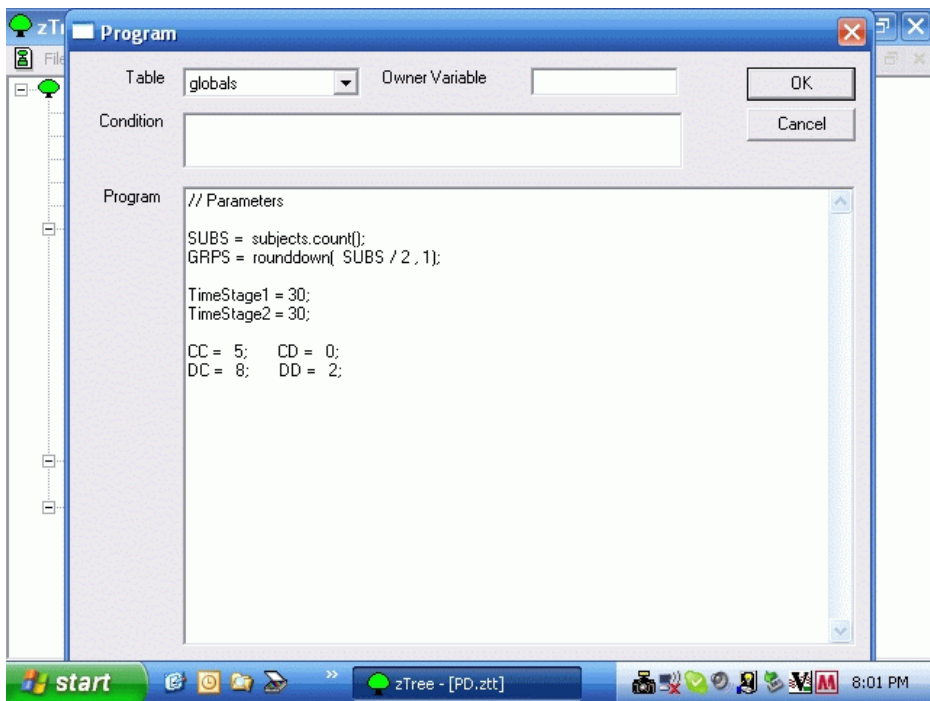 zTr
Program
File
Table
globals
Owner Variable
OK
Condition
Cancel
Program
// Parameters
SUBS = subjects.count();
GRPS = rounddown( SUBS / 2 , 1);
TimeStage1 = 30;
TimeStage2 = 30;
CC = 5; CD = 0;
DC = 8; DD = 2;
start
zTree - [PD.ztt]
8:01 PM